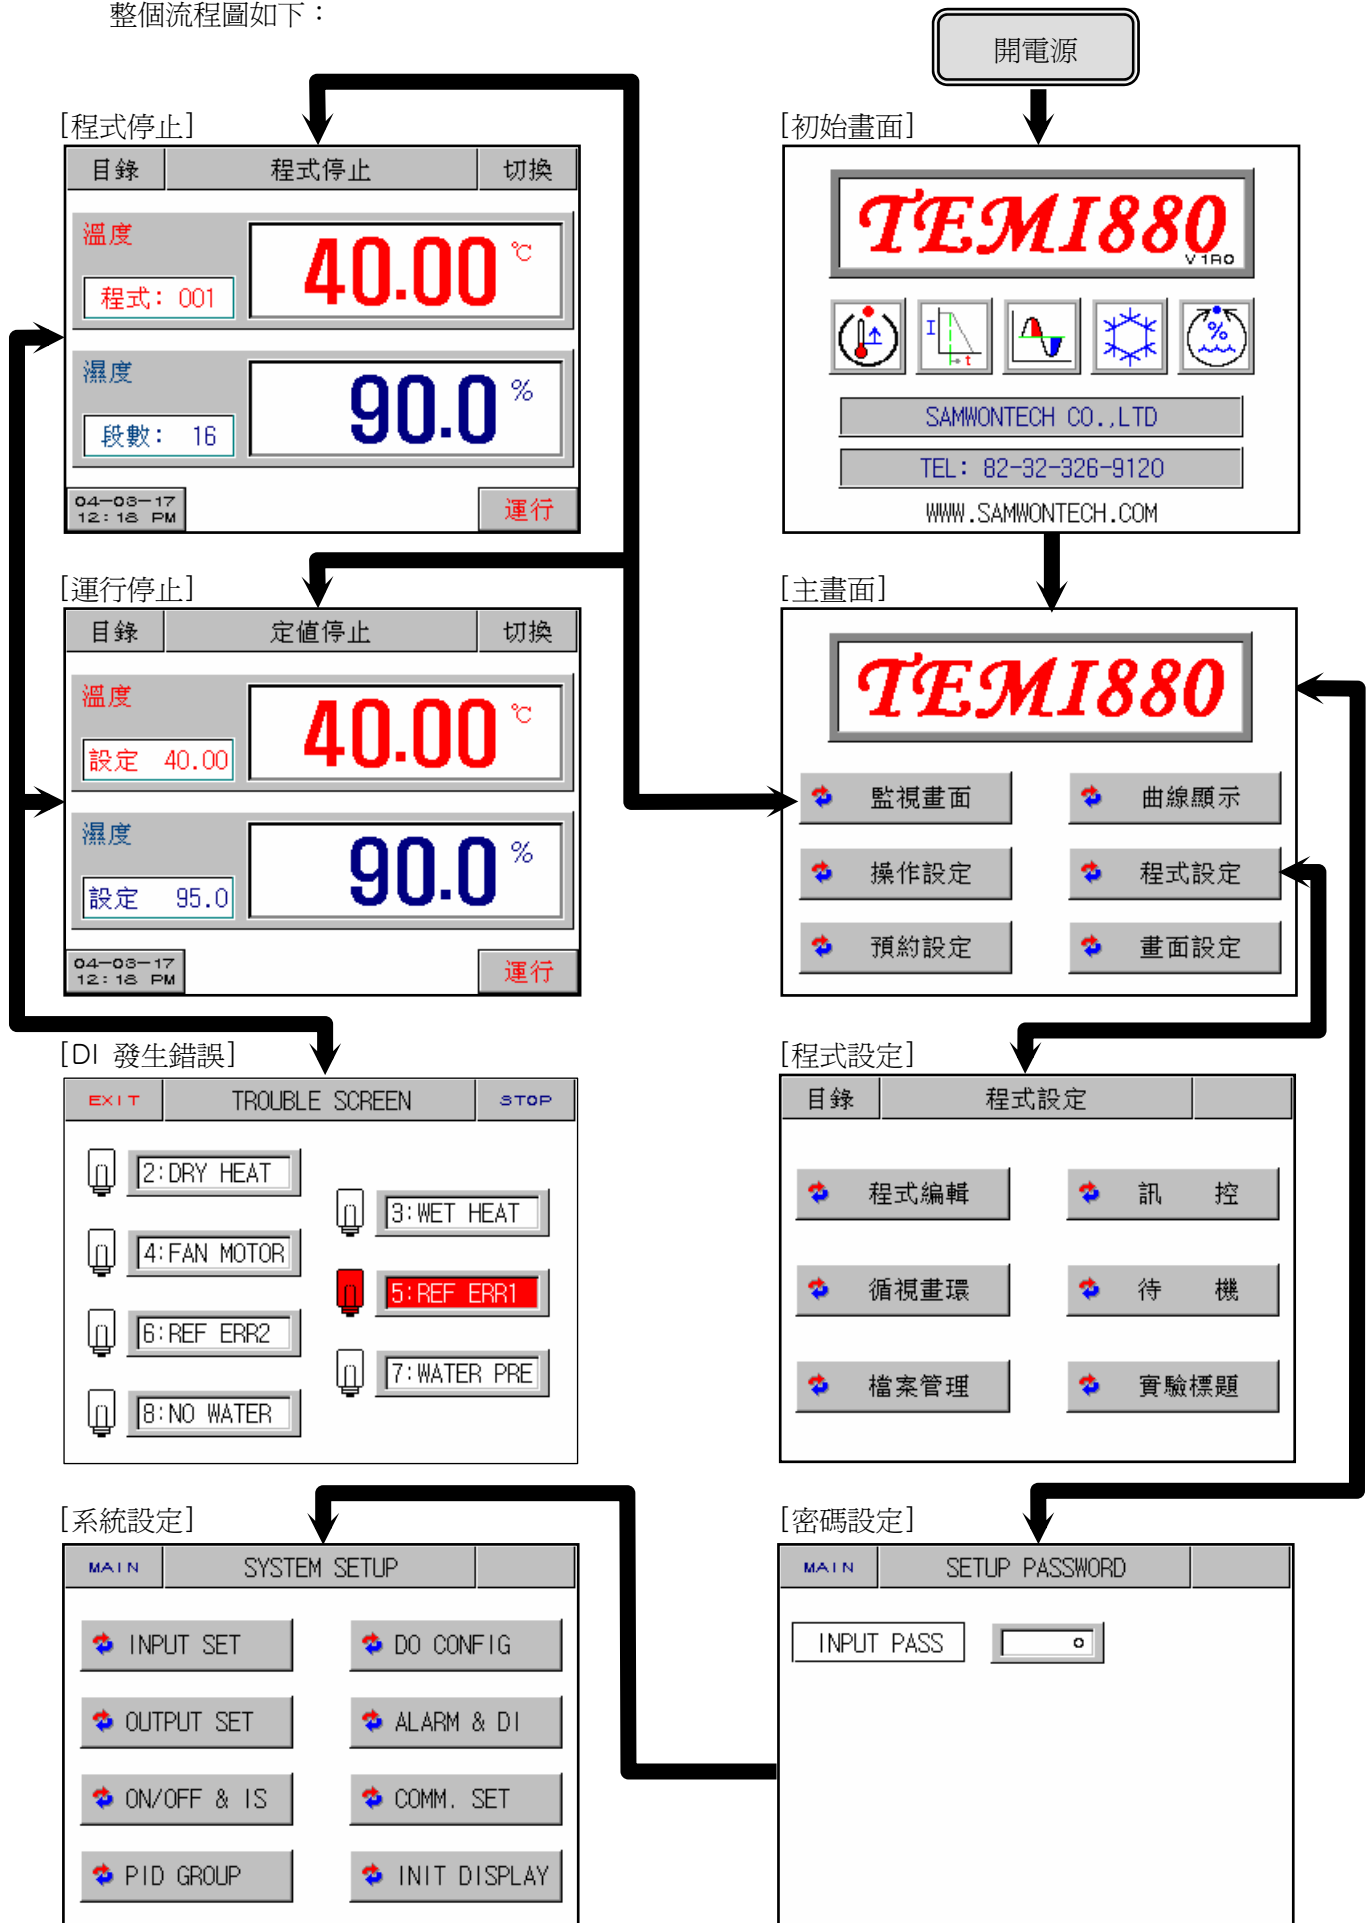 整個流程圖如下：
開電源
[程式停止]
目錄 程式停止 切換
溫度
程式: 001
40.00 ℃
濕度
段數: 16
90.0 %
04-03-17
12:18 PM
運行
[初始畫面]
TEMI880
V1R0
I
t
%
SAMWONTECH CO.,LTD
TEL: 82-32-326-9120
WWW.SAMWONTECH.COM
[運行停止]
目錄 定值停止 切換
溫度
設定 40.00
40.00 ℃
濕度
設定 95.0
90.0 %
04-03-17
12:18 PM
運行
[主畫面]
TEMI880
監視畫面 曲線顯示
操作設定 程式設定
預約設定 畫面設定
[DI 發生錯誤]
EXIT TROUBLE SCREEN STOP
2:DRY HEAT
3:WET HEAT
4:FAN MOTOR
5:REF ERR1
6:REF ERR2
7:WATER PRE
8:NO WATER
[程式設定]
目錄 程式設定
程式編輯 訊 控
循視畫環 待 機
檔案管理 實驗標題
[系統設定]
MAIN SYSTEM SETUP
INPUT SET DO CONFIG
OUTPUT SET ALARM & DI
ON/OFF & IS COMM. SET
PID GROUP INIT DISPLAY
[密碼設定]
MAIN SETUP PASSWORD
INPUT PASS 0